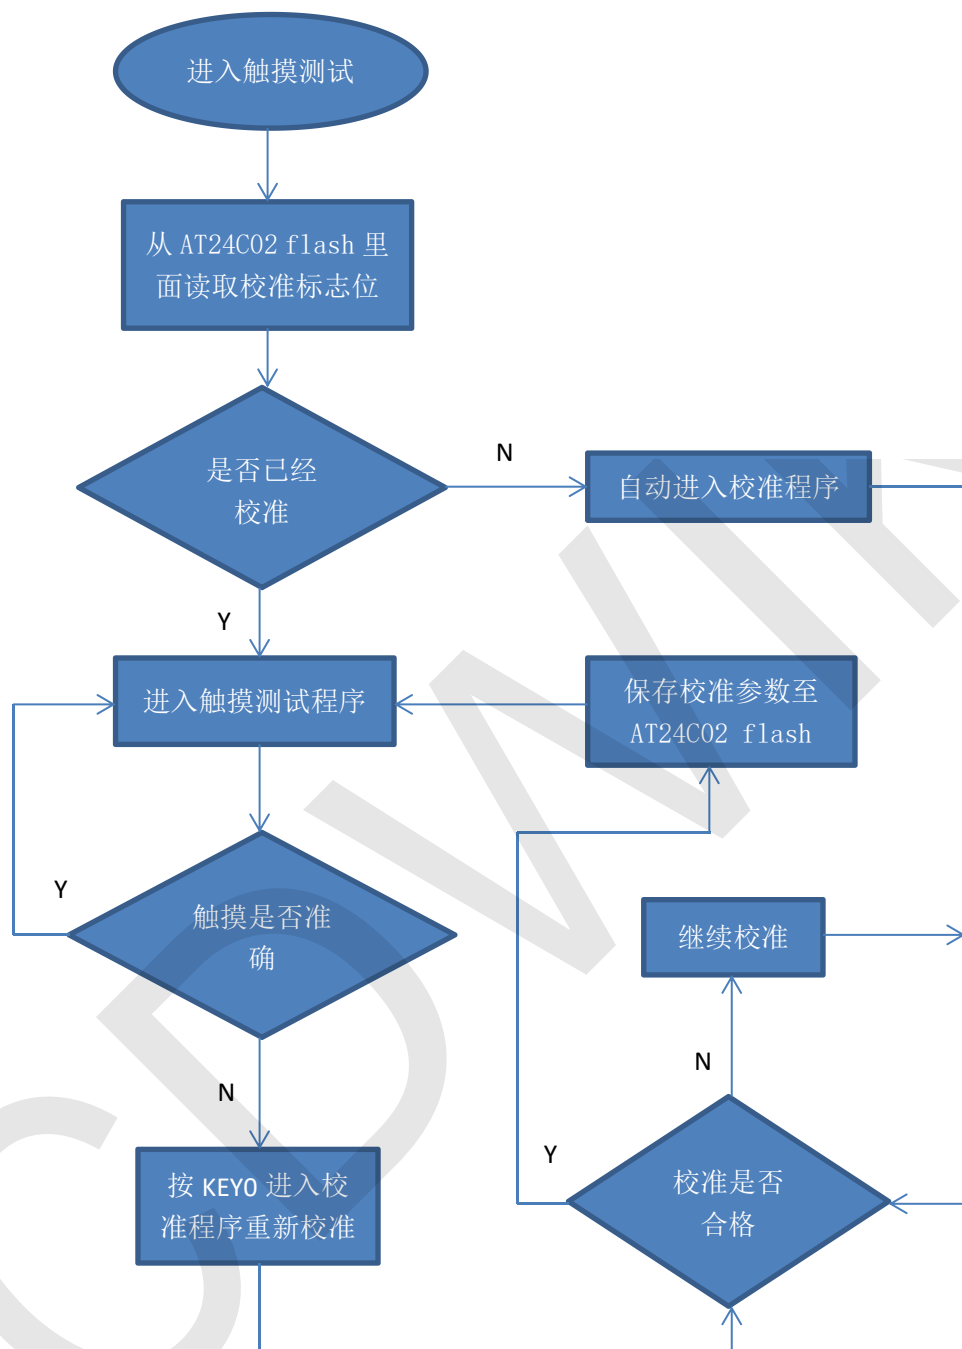 进入触摸测试
从 AT24C02 flash 里
面读取校准标志位
是否已经
校准
N
自动进入校准程序
Y
进入触摸测试程序
保存校准参数至
AT24C02 flash
Y
触摸是否准
确
继续校准
N
N
按 KEY0 进入校
准程序重新校准
Y
校准是否
合格